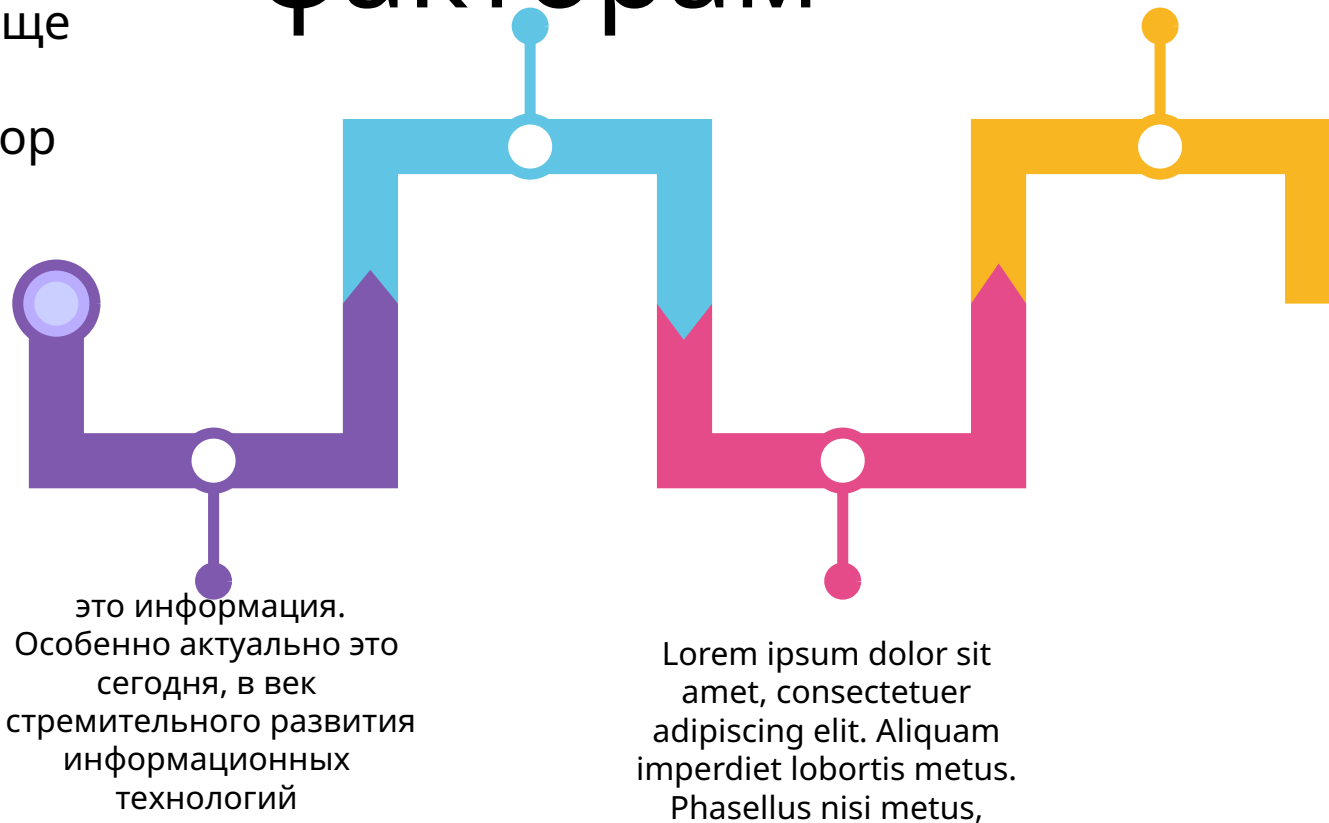 ще
ор
это информация.
Особенно актуально это
сегодня, в век
стремительного развития
информационных
технологий
Lorem ipsum dolor sit
amet, consectetuer
adipiscing elit. Aliquam
imperdiet lobortis metus.
Phasellus nisi metus,